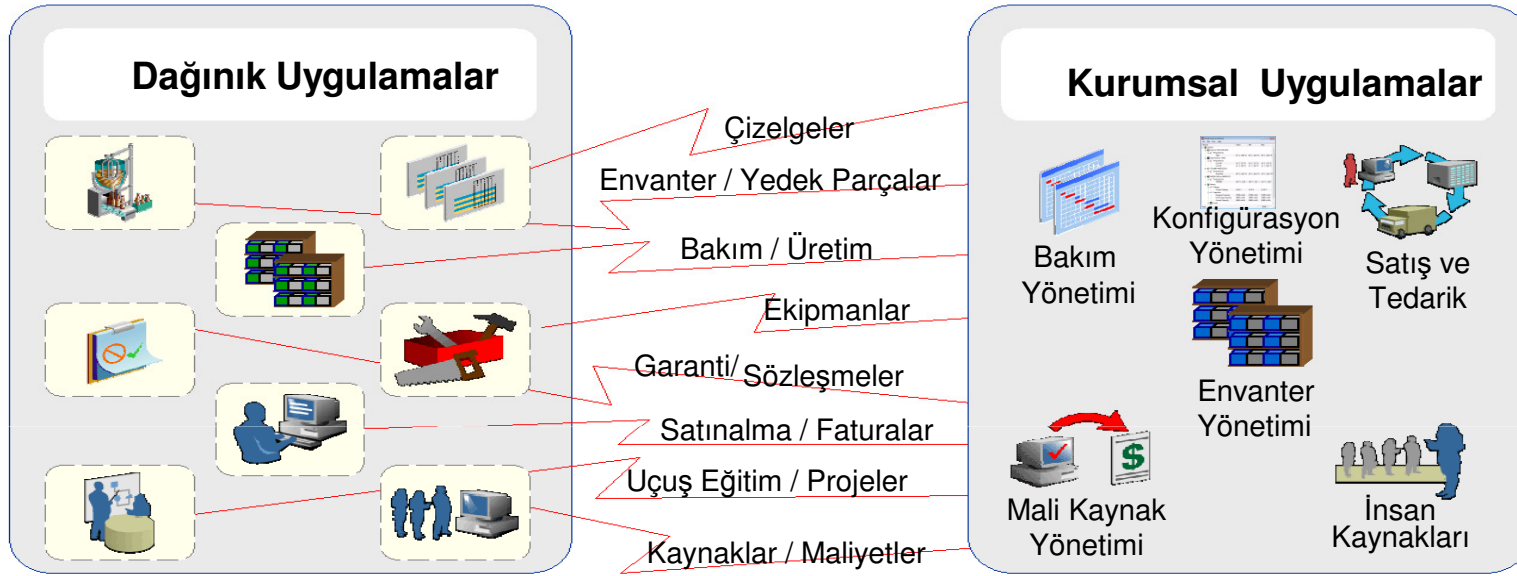 Dağınık Uygulamalar
Çizelgeler
Envanter / Yedek Parçalar
Bakım / Üretim
Ekipmanlar
Garanti/ Sözleşmeler
Satınalma / Faturalar
Uçuş Eğitim / Projeler
Kaynaklar / Maliyetler
Kurumsal Uygulamalar
Bakım
Yönetimi
Konfigürasyon
Yönetimi
Satış ve
Tedarik
Envanter
Yönetimi
Mali Kaynak
Yönetimi
İnsan
Kaynakları